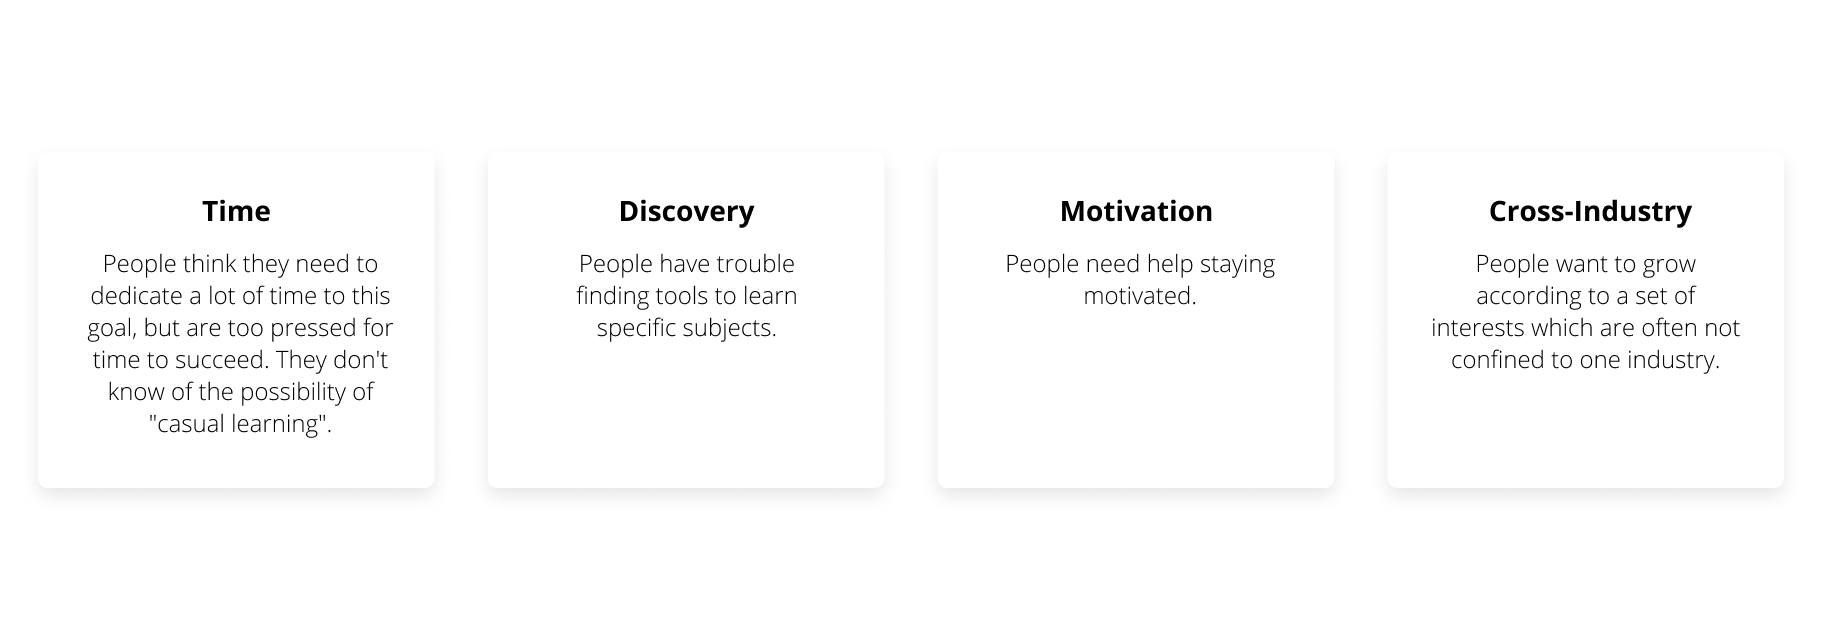 Time
People think they need to
dedicate a lot of time to this
goal, but are too pressed for
time to succeed. They don't
know of the possibility of
"casual learning".
Discovery
People have trouble
finding tools to learn
specific subjects.
Motivation
People need help staying
motivated.
Cross-Industry
People want to grow
according to a set of
interests which are often not
confined to one industry.